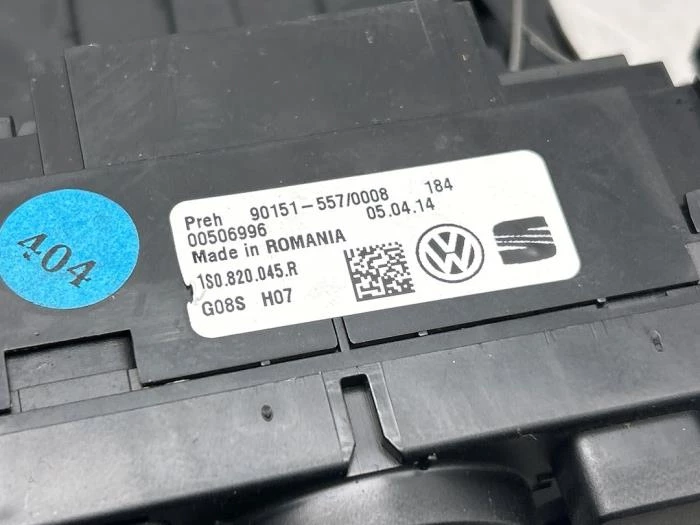 404
Preh 90151-557/0008 184
00506996 05.04.14
Made in ROMANIA
1S0.820.045.R
G08S H07